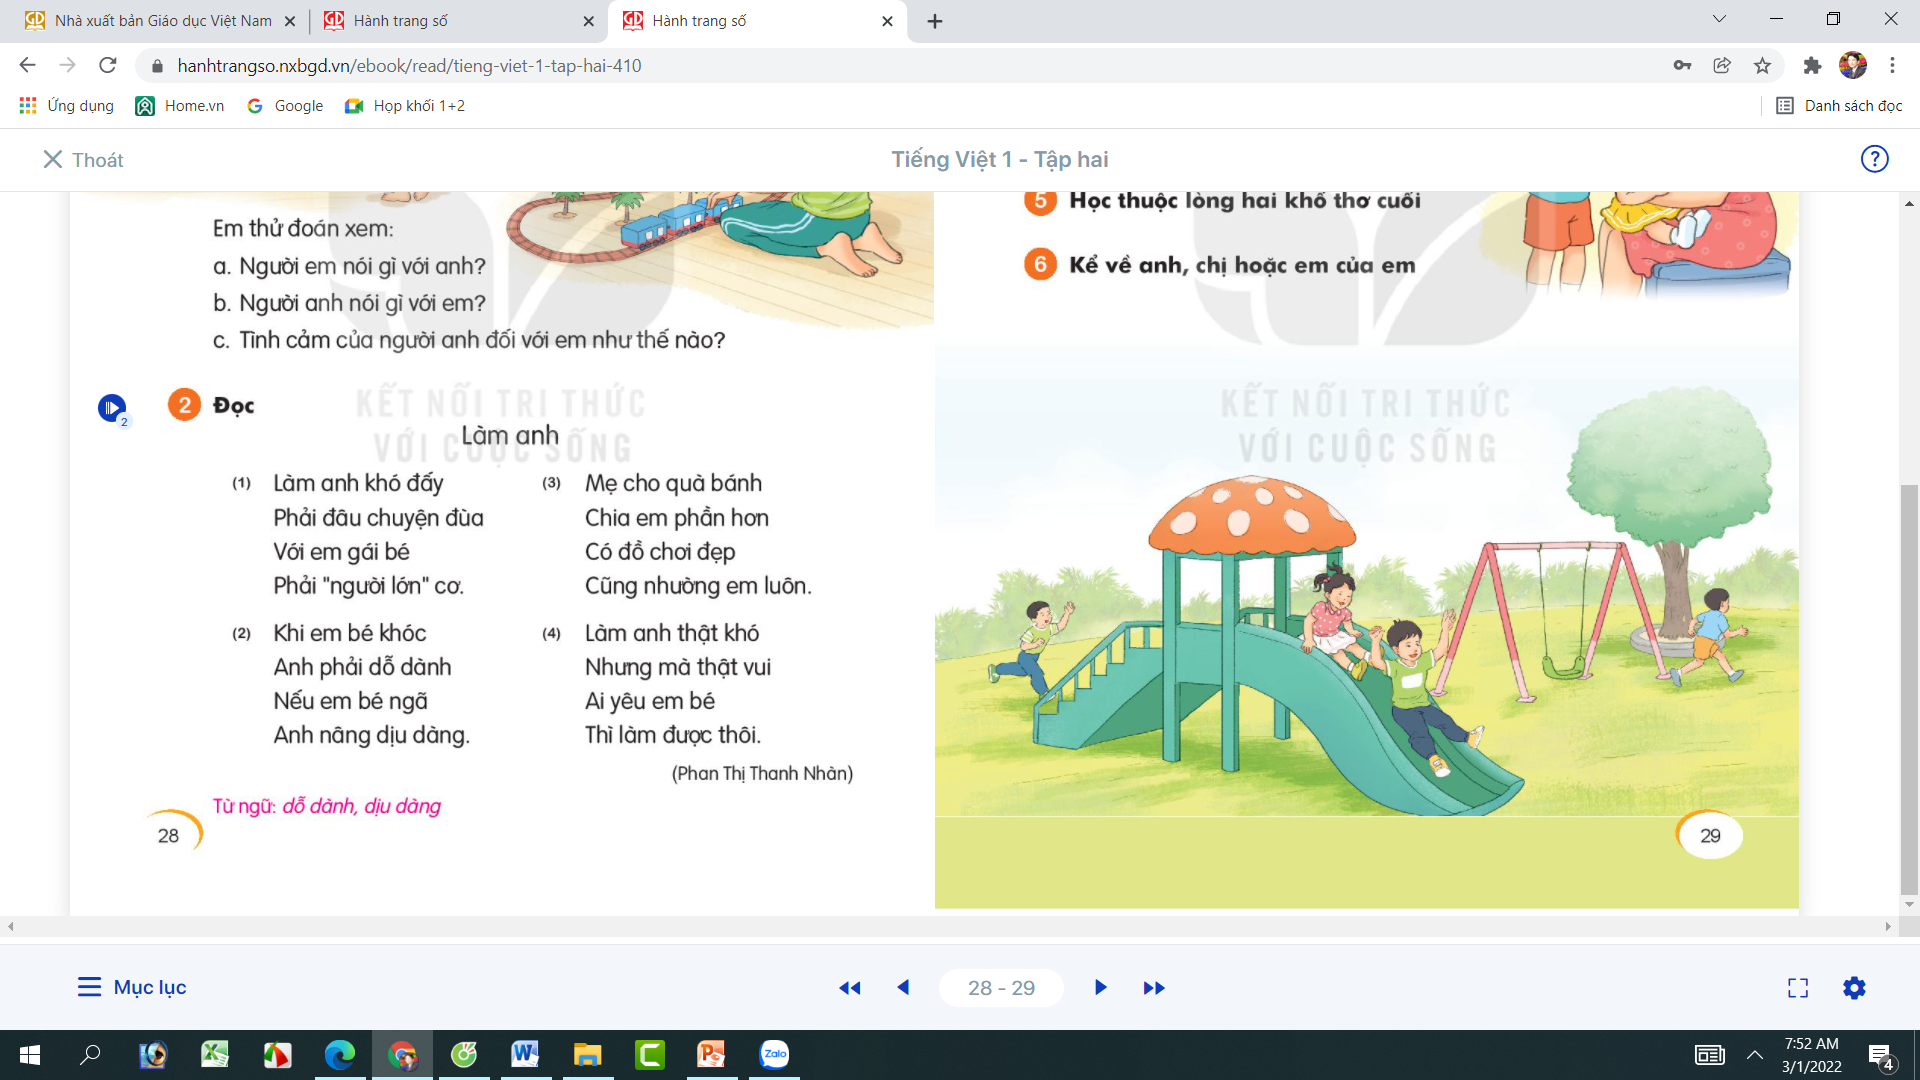 Nhà xuất bản Giáo dục Việt Nam
Hành trang số
Hành trang số
hanhtrangso.nxbgd.vn/ebook/read/tieng-viet-1-tap-hai-410
Ứng dụng
Home.vn
Google
Họp khối 1+2
Danh sách đọc
Thoát
Tiếng Việt 1 - Tập hai
?
Em thử đoán xem:
a. Người em nói gì với anh?
b. Người anh nói gì với em?
c. Tình cảm của người anh đối với em như thế nào?
2
2 Đọc
KẾT NỐI TRI THỨC
VỚI CUỘC SỐNG
Làm anh
(1) Làm anh khó đấy
Phải đâu chuyện đùa
Với em gái bé
Phải "người lớn" cơ.
(2) Khi em bé khóc
Anh phải dỗ dành
Nếu em bé ngã
Anh nâng dịu dàng.
(3) Mẹ cho quà bánh
Chia em phần hơn
Có đồ chơi đẹp
Cũng nhường em luôn.
(4) Làm anh thật khó
Nhưng mà thật vui
Ai yêu em bé
Thì làm được thôi.
(Phan Thị Thanh Nhàn)
Từ ngữ: dỗ dành, dịu dàng
28
5 Học thuộc lòng hai khổ thơ cuối
6 Kể về anh, chị hoặc em của em
KẾT NỐI TRI THỨC
VỚI CUỘC SỐNG
29
Mục lục
28 - 29
Zalo
7:52 AM
3/1/2022
4